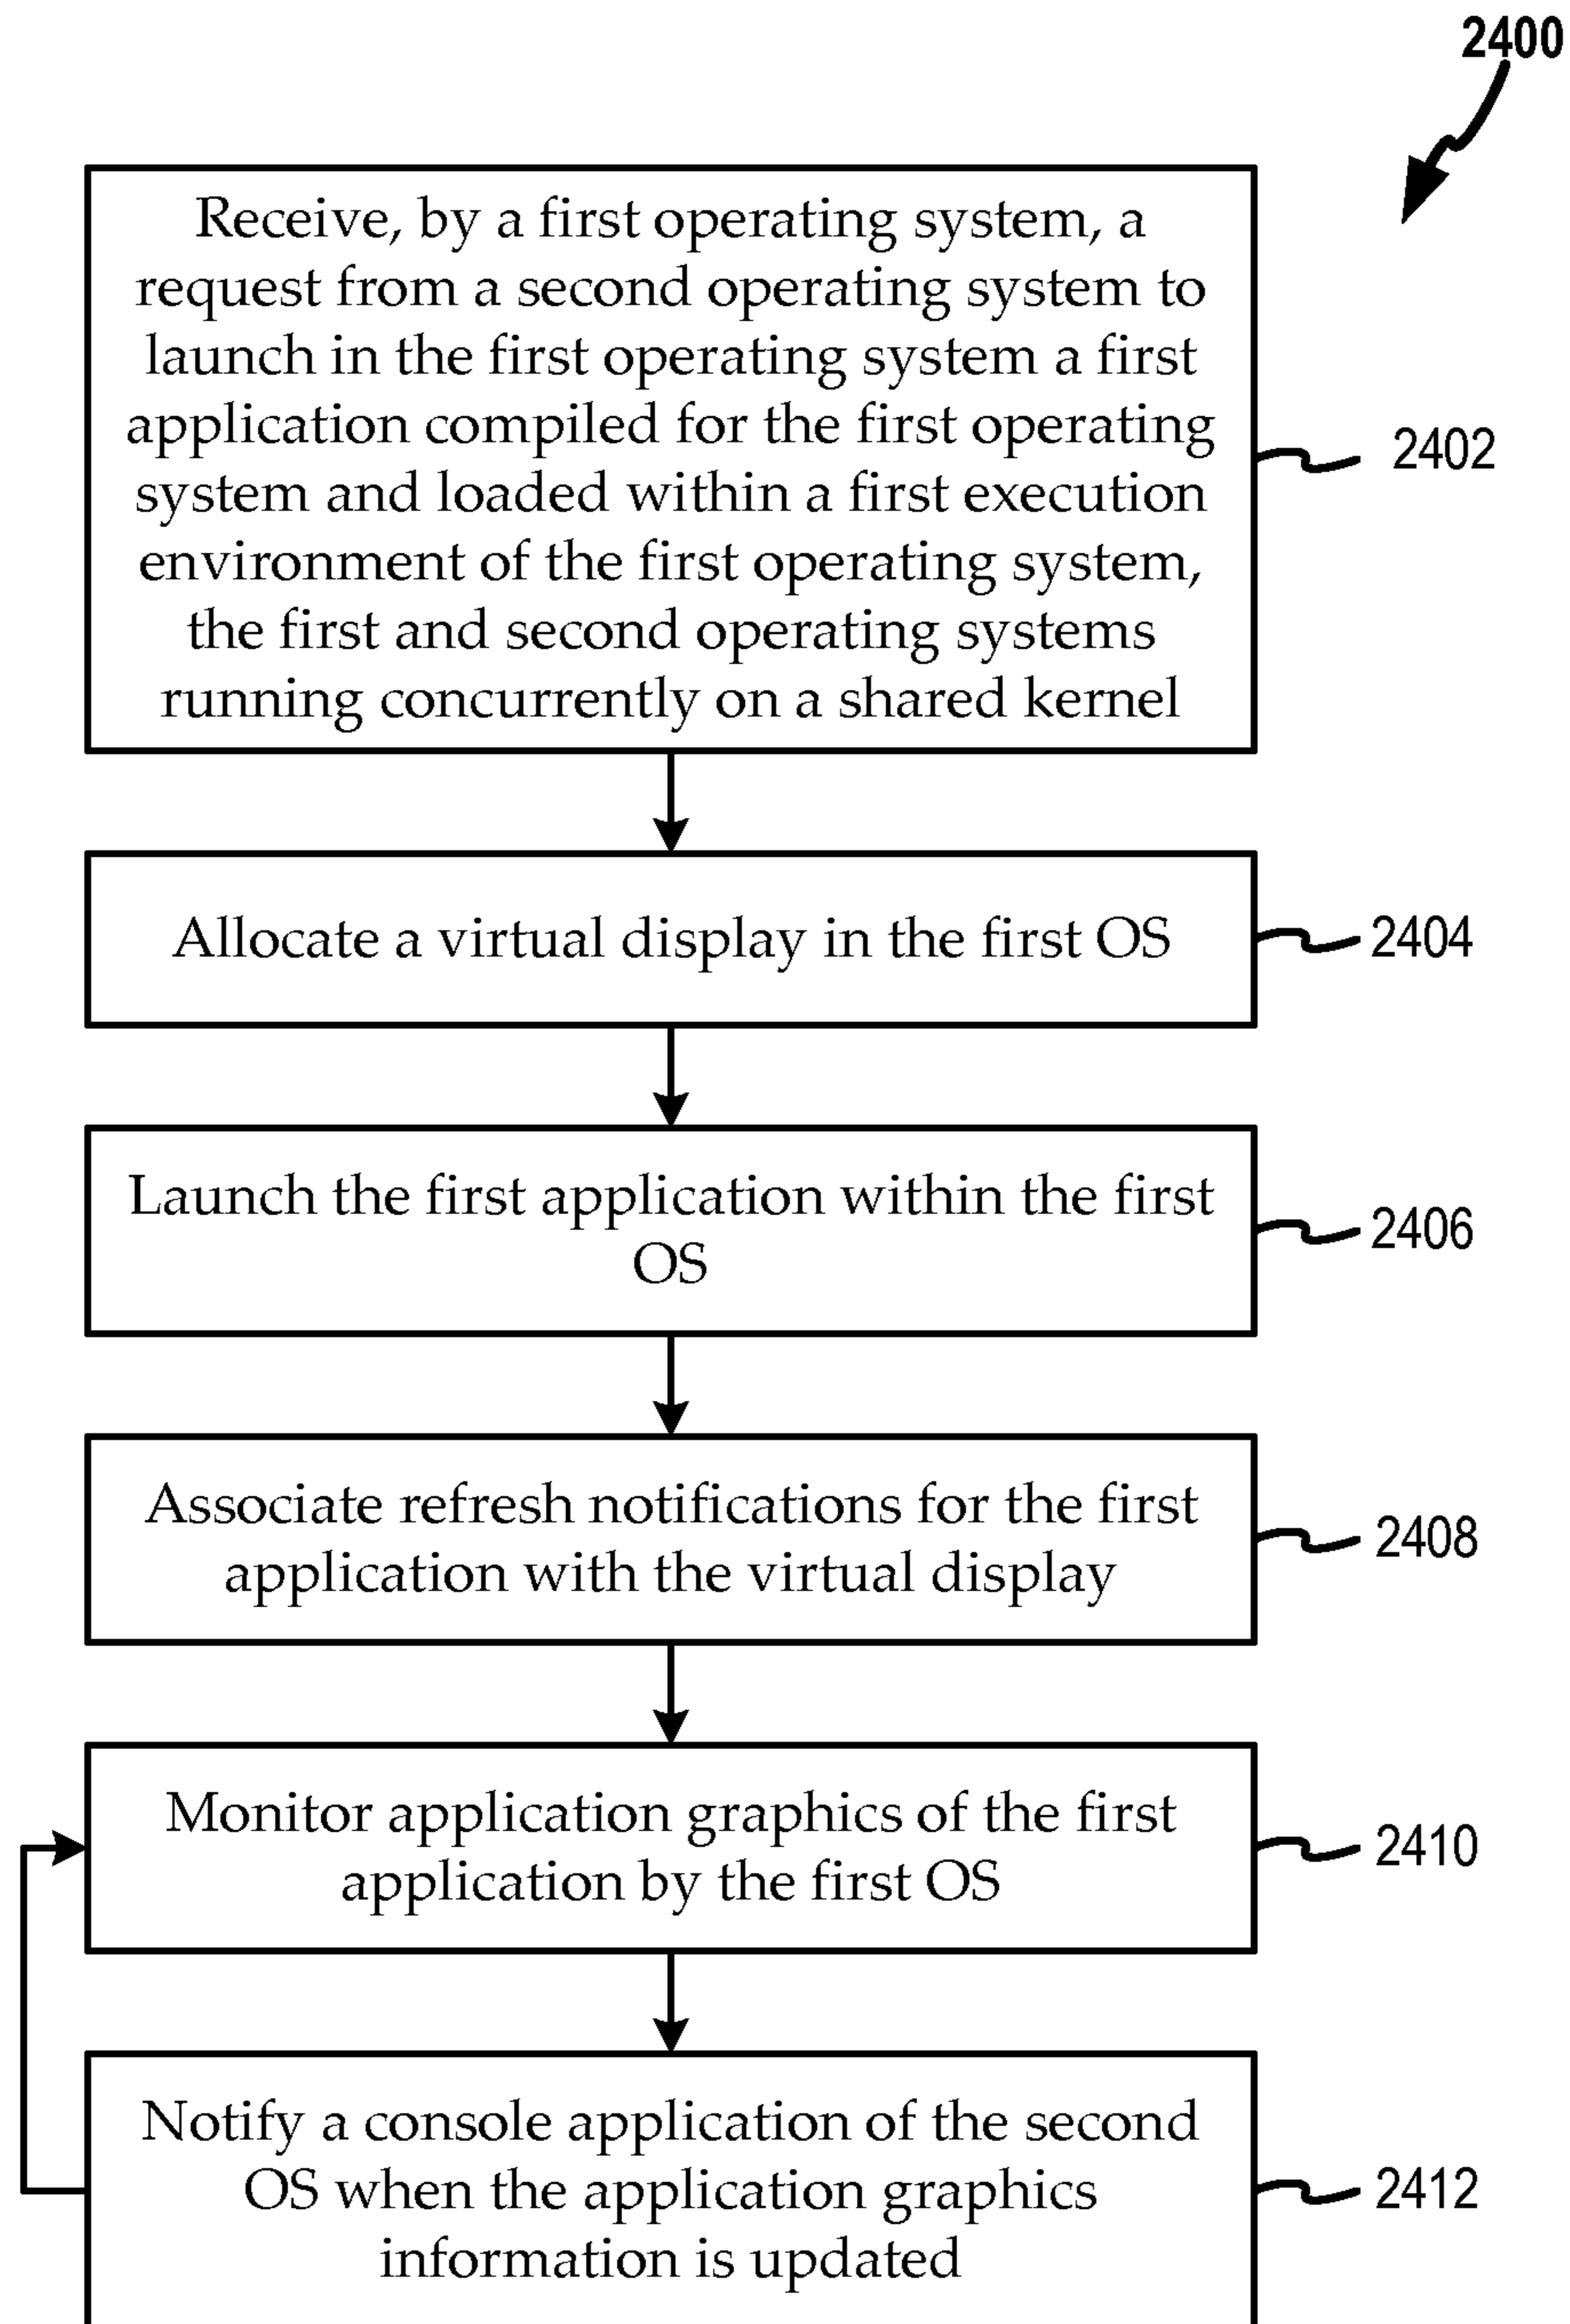 2400
Receive, by a first operating system, a
request from a second operating system to
launch in the first operating system a first
application compiled for the first operating
system and loaded within a first execution
environment of the first operating system,
the first and second operating systems
running concurrently on a shared kernel
2402
Allocate a virtual display in the first OS
2404
Launch the first application within the first
OS
2406
Associate refresh notifications for the first
application with the virtual display
2408
Monitor application graphics of the first
application by the first OS
2410
Notify a console application of the second
OS when the application graphics
information is updated
2412